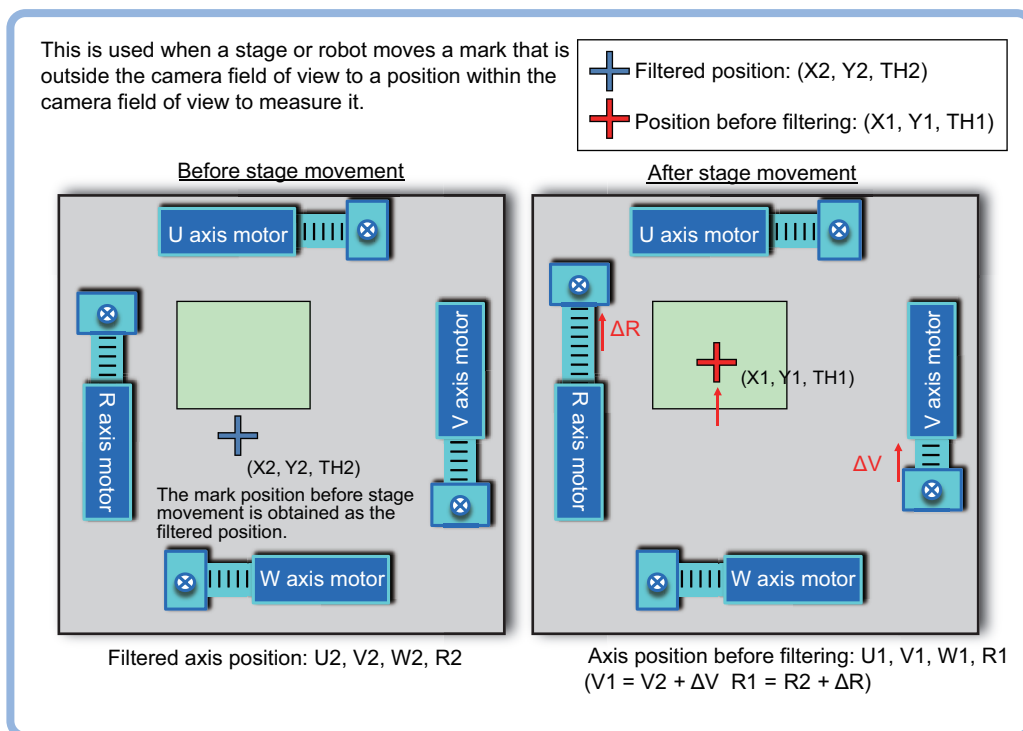 This is used when a stage or robot moves a mark that is
outside the camera field of view to a position within the
camera field of view to measure it.
Filtered position: (X2, Y2, TH2)
Position before filtering: (X1, Y1, TH1)
Before stage movement
U axis motor
R axis motor
V axis motor
(X2, Y2, TH2)
The mark position before stage
movement is obtained as the
filtered position.
W axis motor
Filtered axis position: U2, V2, W2, R2
After stage movement
U axis motor
ΔR
R axis motor
V axis motor
(X1, Y1, TH1)
ΔV
W axis motor
Axis position before filtering: U1, V1, W1, R1
(V1 = V2 + ΔV  R1 = R2 + ΔR)